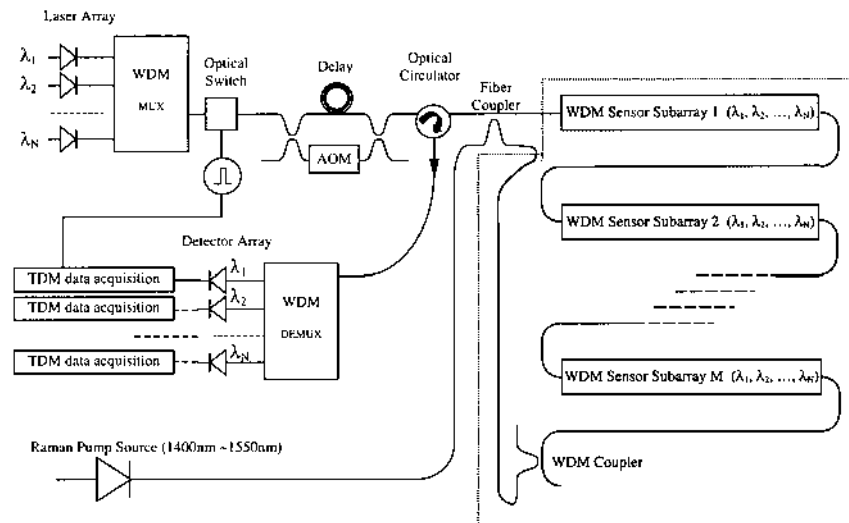 Laser Array
λ1
λ2
λN
WDM
MUX
Optical
Switch
Delay
AOM
Optical
Circulator
Fiber
Coupler
WDM Sensor Subarray 1 (λ1, λ2, ..., λN)
WDM Sensor Subarray 2 (λ1, λ2, ..., λN)
WDM Sensor Subarray M (λ1, λ2, ..., λN)
WDM Coupler
Detector Array
TDM data acquisition
λ1
TDM data acquisition
λ2
TDM data acquisition
λN
WDM
DEMUX
Raman Pump Source (1400nm ~1550nm)